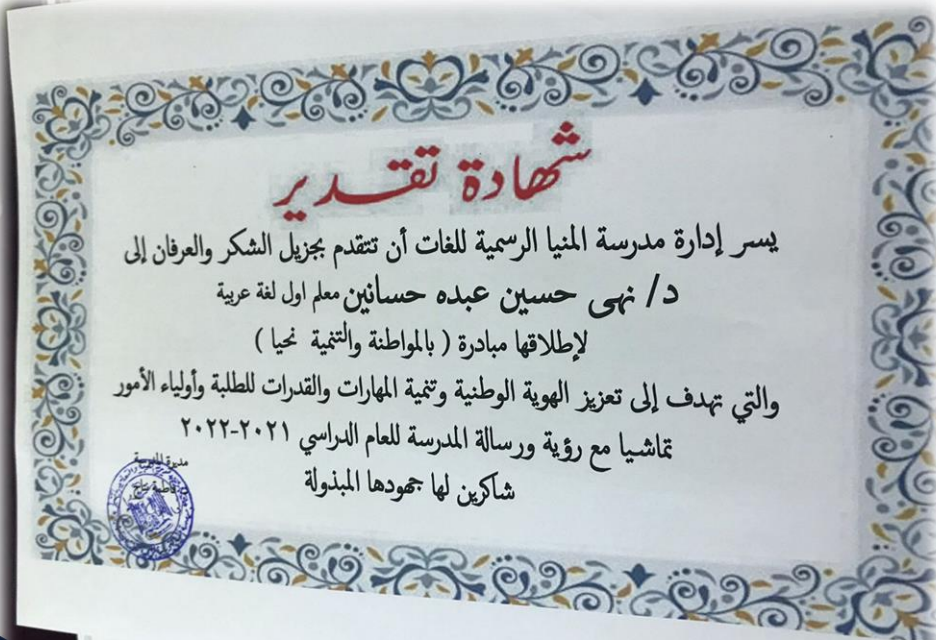 شهادة تقدير
يسر إدارة مدرسة المنيا الرسمية للغات أن تتقدم بجزيل الشكر والعرفان إلى
د/ نهى حسين عبده حسانين معلم اول لغة عربية
لإطلاقها مبادرة ( بالمواطنة والتنمية نحيا )
والتي تهدف إلى تعزيز الهوية الوطنية وتنمية المهارات والقدرات للطلبة وأولياء الأمور
تماشيا مع رؤية ورسالة المدرسة للعام الدراسي ٢٠٢١-٢٠٢٢
شاكرين لها جهودها المبذولة
مديرة المدرسة